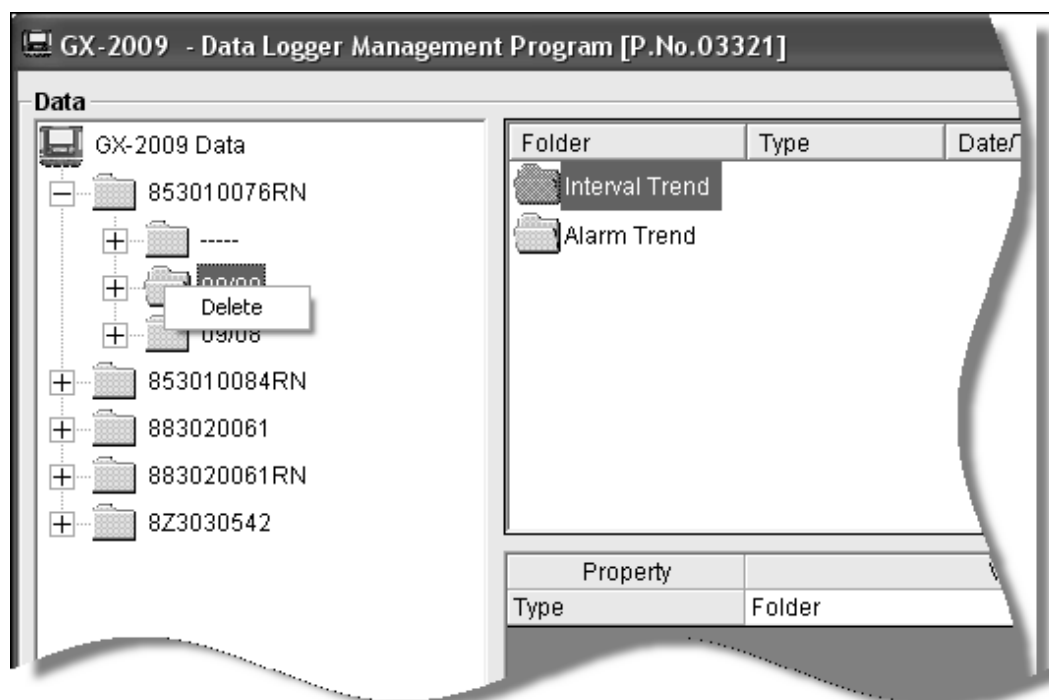 GX-2009 - Data Logger Management Program [P.No.03321]
Data
GX-2009 Data
853010076RN
-----
Delete
09/08
853010084RN
883020061
883020061RN
8Z3030542
Folder Type Date/
Interval Trend
Alarm Trend
Property
Type Folder